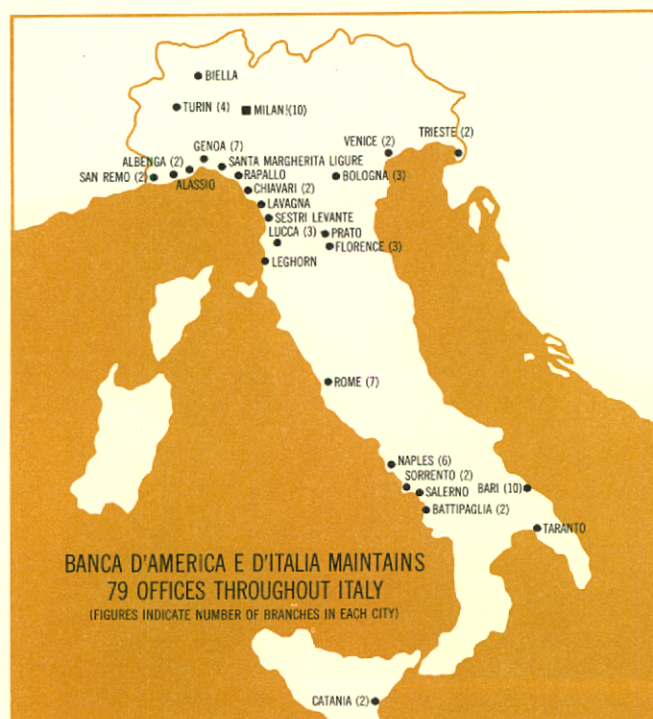 BIELLA
TURIN (4)
MILAN (10)
GENOA (7)
VENICE (2)
TRIESTE (2)
ALBENGA (2)
SANTA MARGHERITA LIGURE
SAN REMO (2)
ALASSIO
RAPALLO
BOLOGNA (3)
CHIAVARI (2)
LAVAGNA
SESTRI LEVANTE
LUCCA (3)
PRATO
FLORENCE (3)
LEGHORN
ROME (7)
NAPLES (6)
SORRENTO (2)
SALERNO
BARI (10)
BATTIPAGLIA (2)
TARANTO
BANCA D'AMERICA E D'ITALIA MAINTAINS
79 OFFICES THROUGHOUT ITALY
(FIGURES INDICATE NUMBER OF BRANCHES IN EACH CITY)
CATANIA (2)